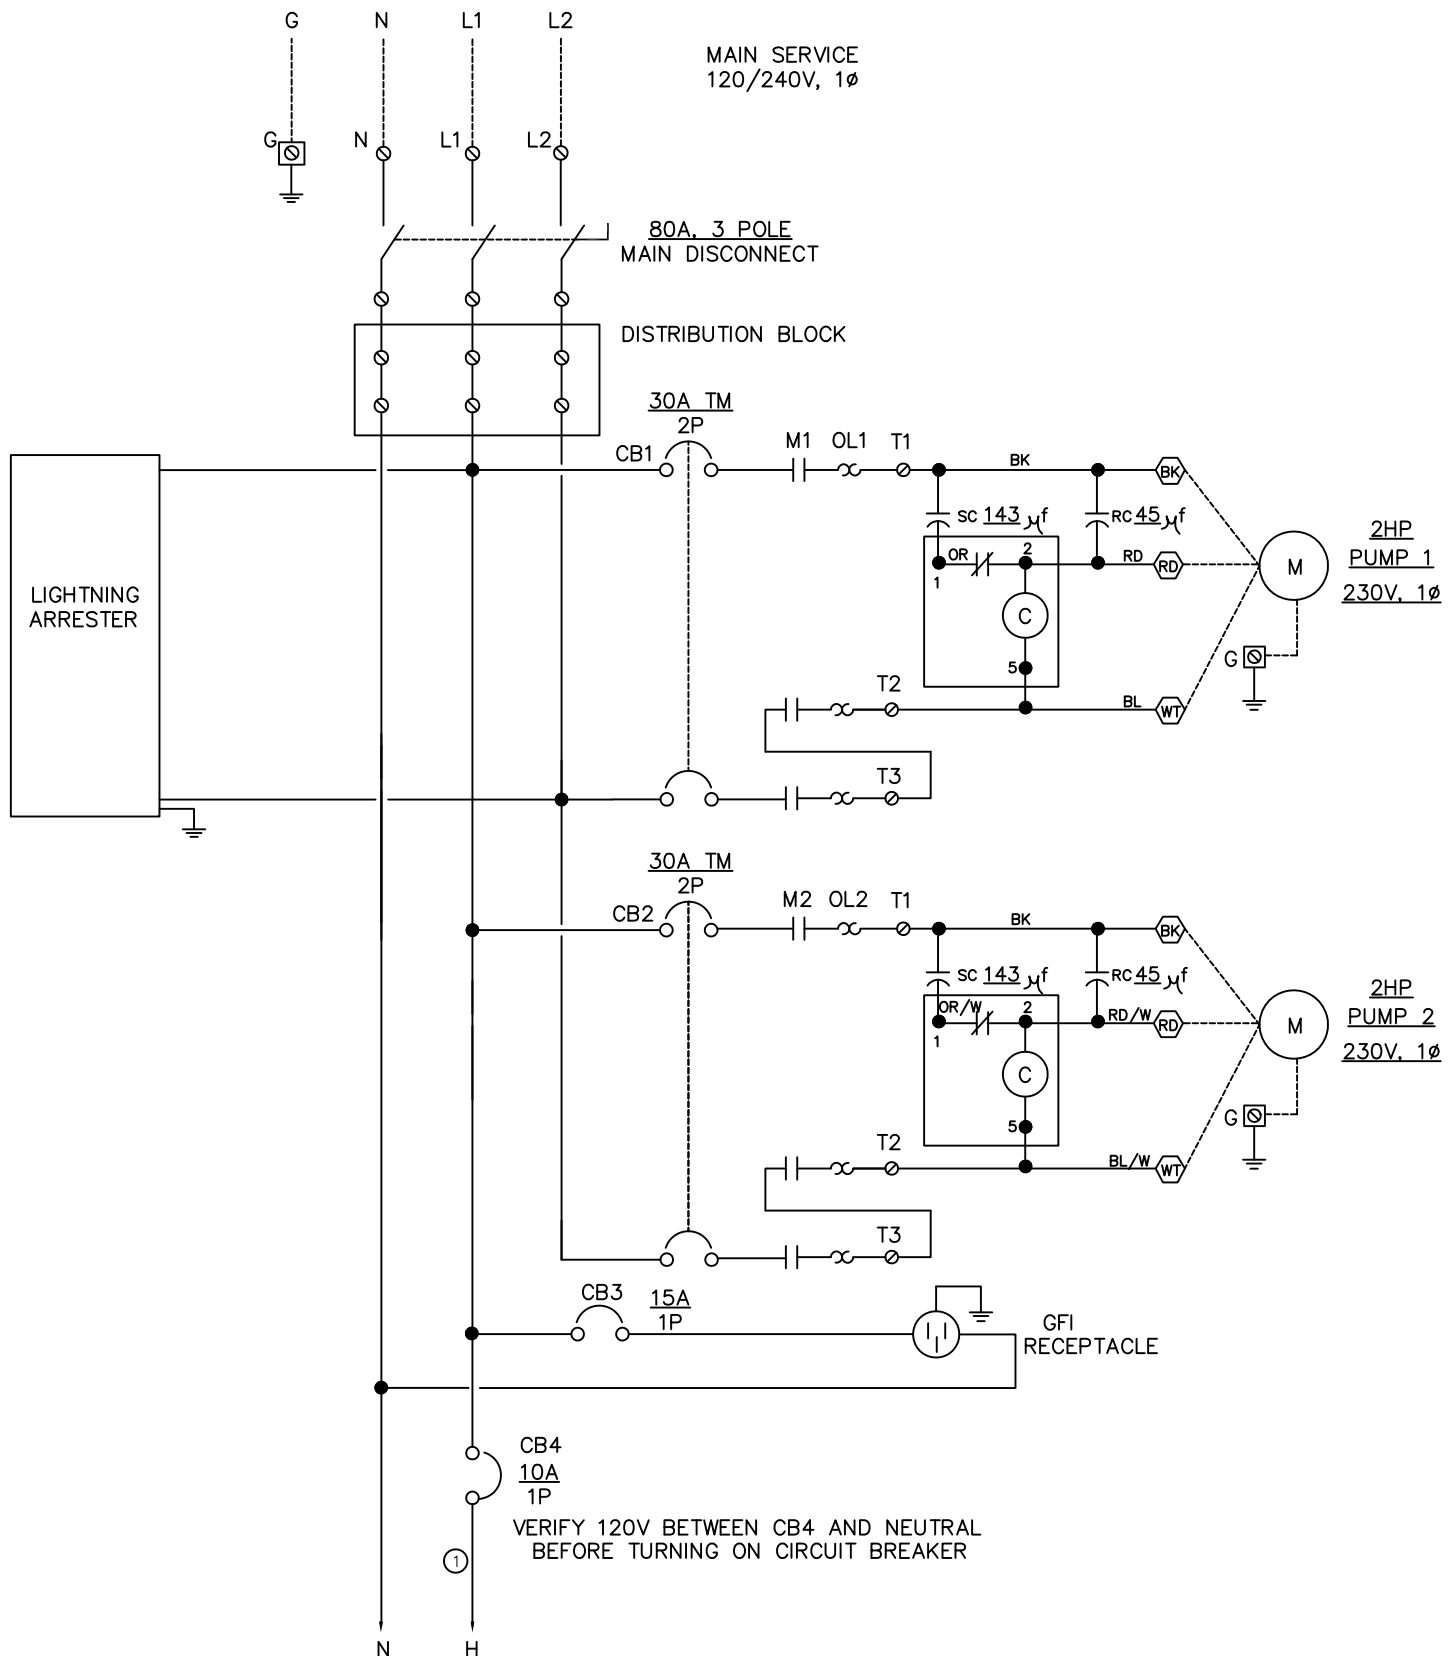 G N L1 L2
MAIN SERVICE
120/240V, 1ø
G N L1 L2
80A, 3 POLE
MAIN DISCONNECT
DISTRIBUTION BLOCK
30A TM
2P
CB1 M1 OL1 T1
BK
BK
SC 143 μf
RC 45 μf
OR
1
2
RD
RD
C
5
M
2HP
PUMP 1
230V, 1ø
G
LIGHTNING
ARRESTER
T2
BL
WT
T3
30A TM
2P
CB2 M2 OL2 T1
BK
BK
SC 143 μf
RC 45 μf
OR/W
1
2
RD/W
RD
C
5
M
2HP
PUMP 2
230V, 1ø
G
T2
BL/W
WT
T3
CB3
15A
1P
GFI
RECEPTACLE
CB4
10A
1P
VERIFY 120V BETWEEN CB4 AND NEUTRAL
BEFORE TURNING ON CIRCUIT BREAKER
1
N H